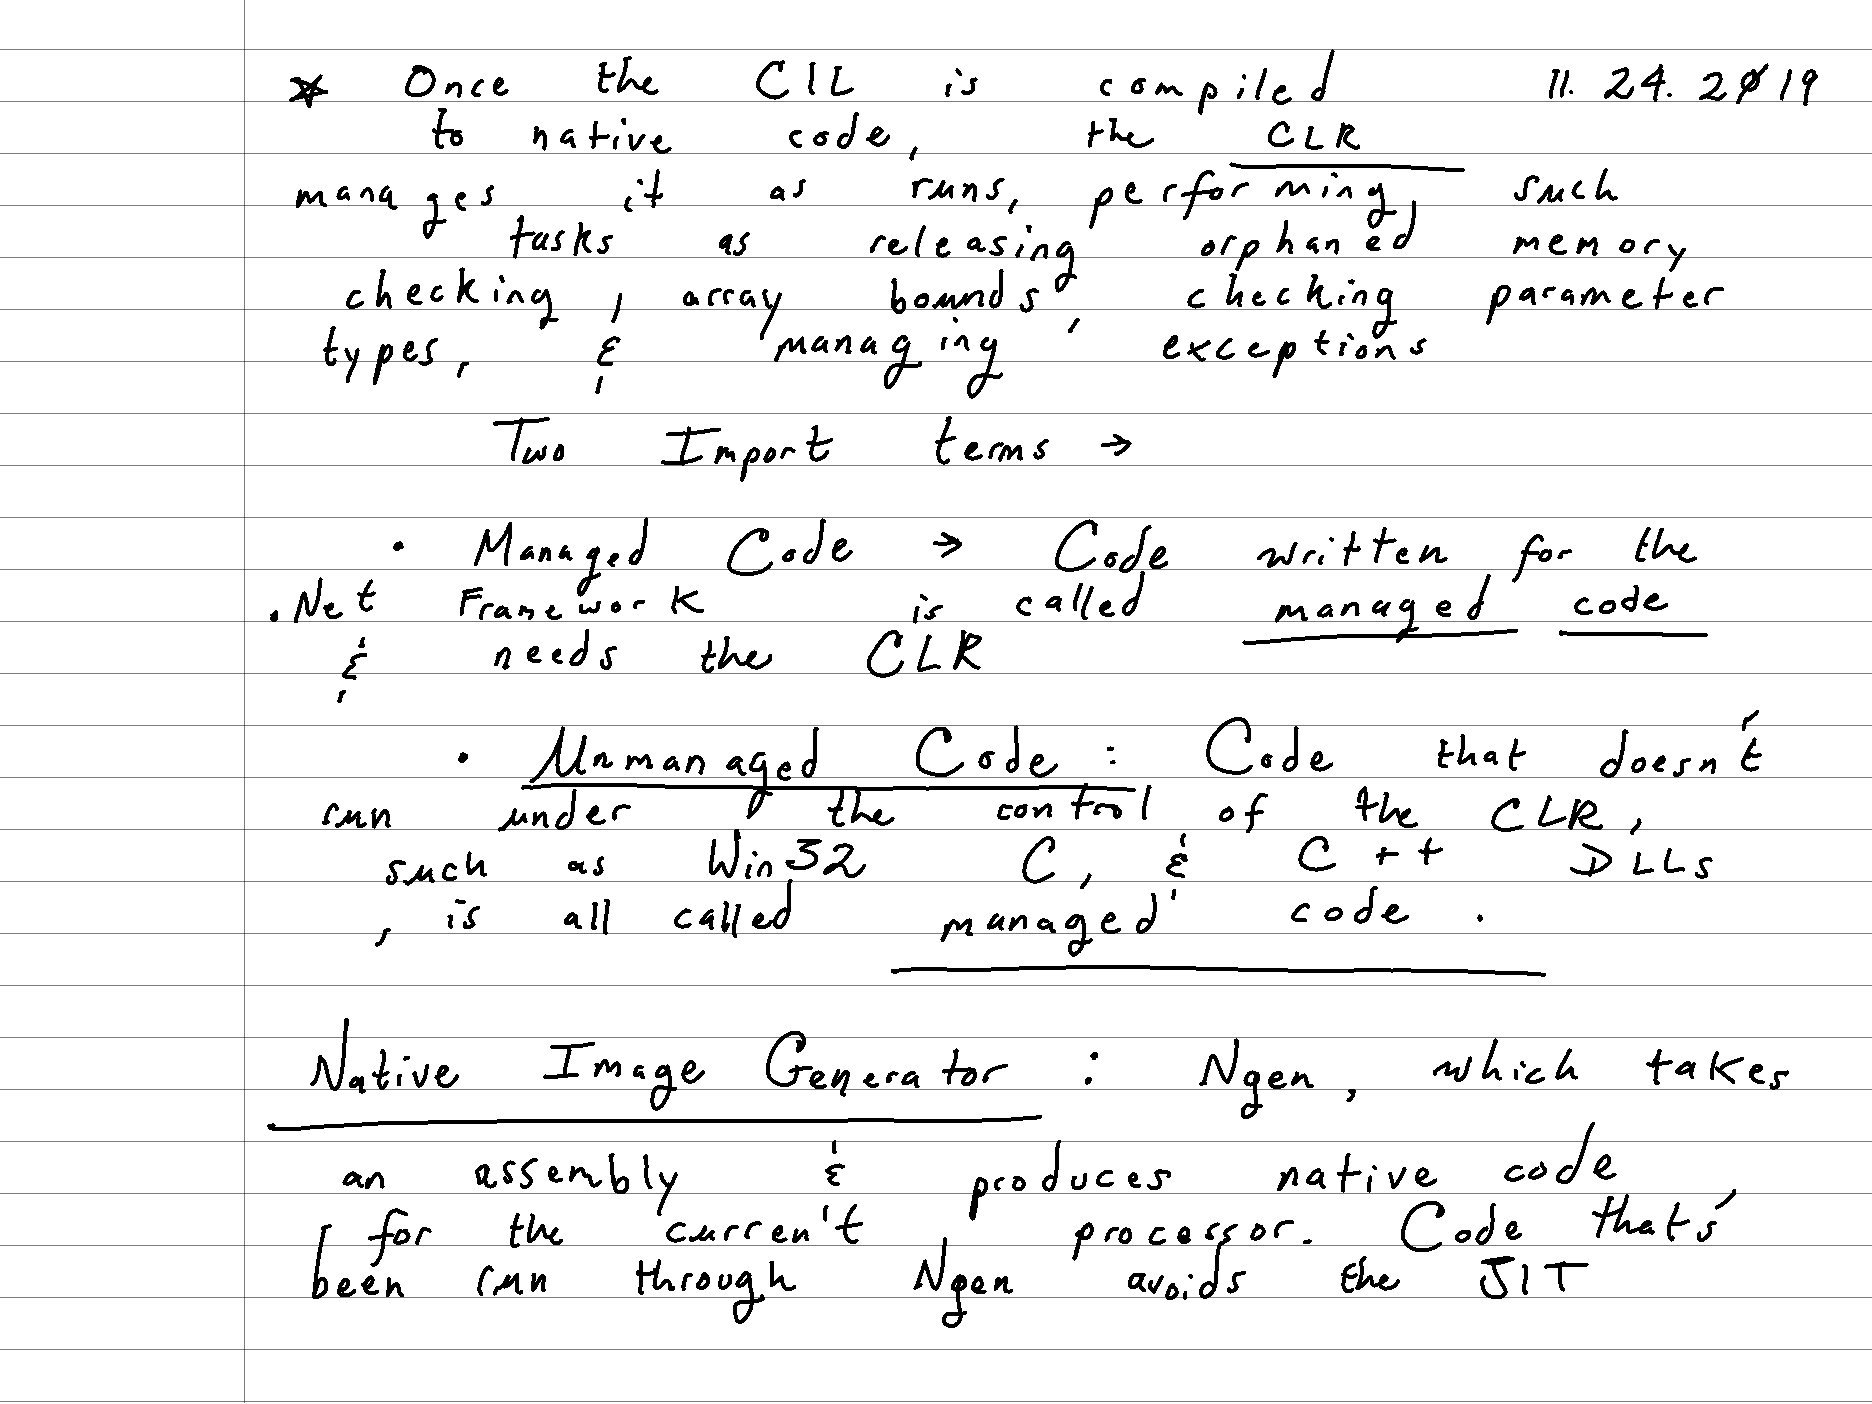 ☆ Once the CIL is compiled 11. 24. 2019
to native code, the CLR
manages it as runs, performing such
tasks as releasing orphaned memory
checking, array bounds, checking parameter
types, & managing exceptions
Two Import terms →
· Managed Code → Code written for the
.Net Framework is called managed code
& needs the CLR
· Unmanaged Code : Code that doesn't
run under the control of the CLR,
such as Win32 C, & C++ DLLs
, is all called managed' code .
Native Image Generator : Ngen, which takes
an assembly & produces native code
for the curren't processor. Code that's
been run through Ngen avoids the JIT